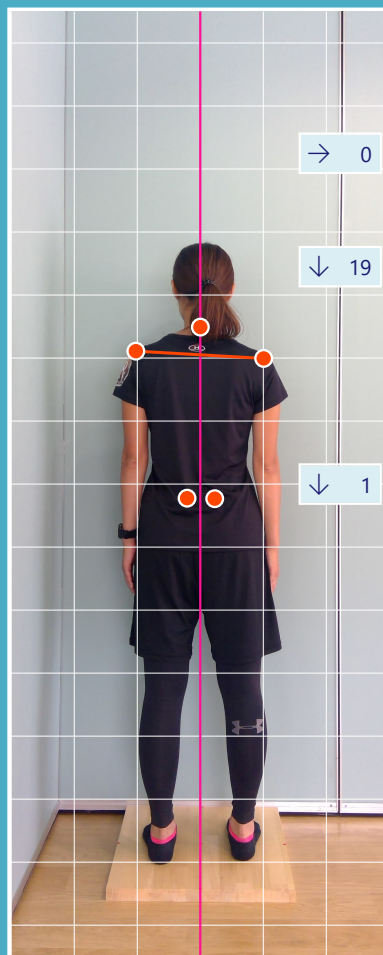 → 0
↓ 19
↓ 1